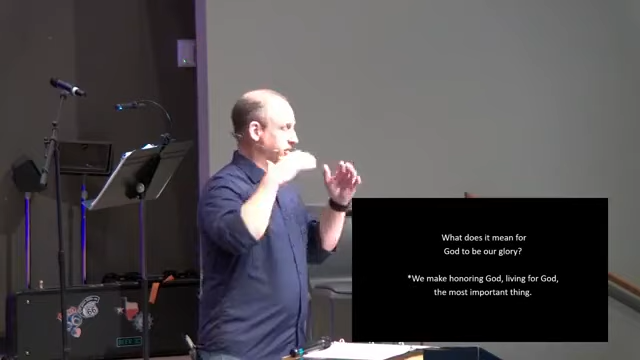 What does it mean for
God to be our glory?
*We make honoring God, living for God,
the most important thing.